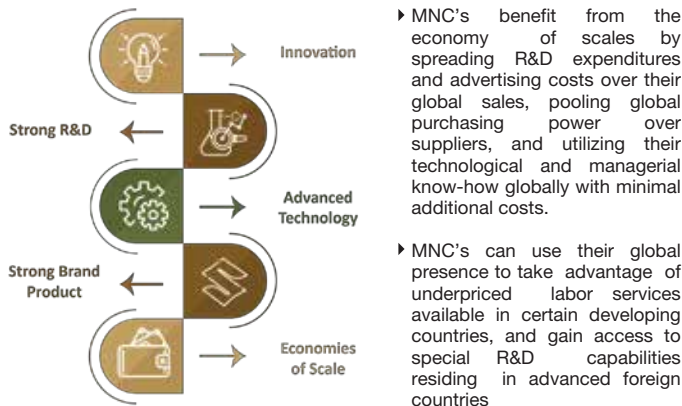 Innovation
Strong R&D
Advanced
Technology
Strong Brand
Product
Economies
of Scale
MNC's benefit from the
economy of scales by
spreading R&D expenditures
and advertising costs over their
global sales, pooling global
purchasing power over
suppliers, and utilizing their
technological and managerial
know-how globally with minimal
additional costs.
MNC's can use their global
presence to take advantage of
underpriced labor services
available in certain developing
countries, and gain access to
special R&D capabilities
residing in advanced foreign
countries